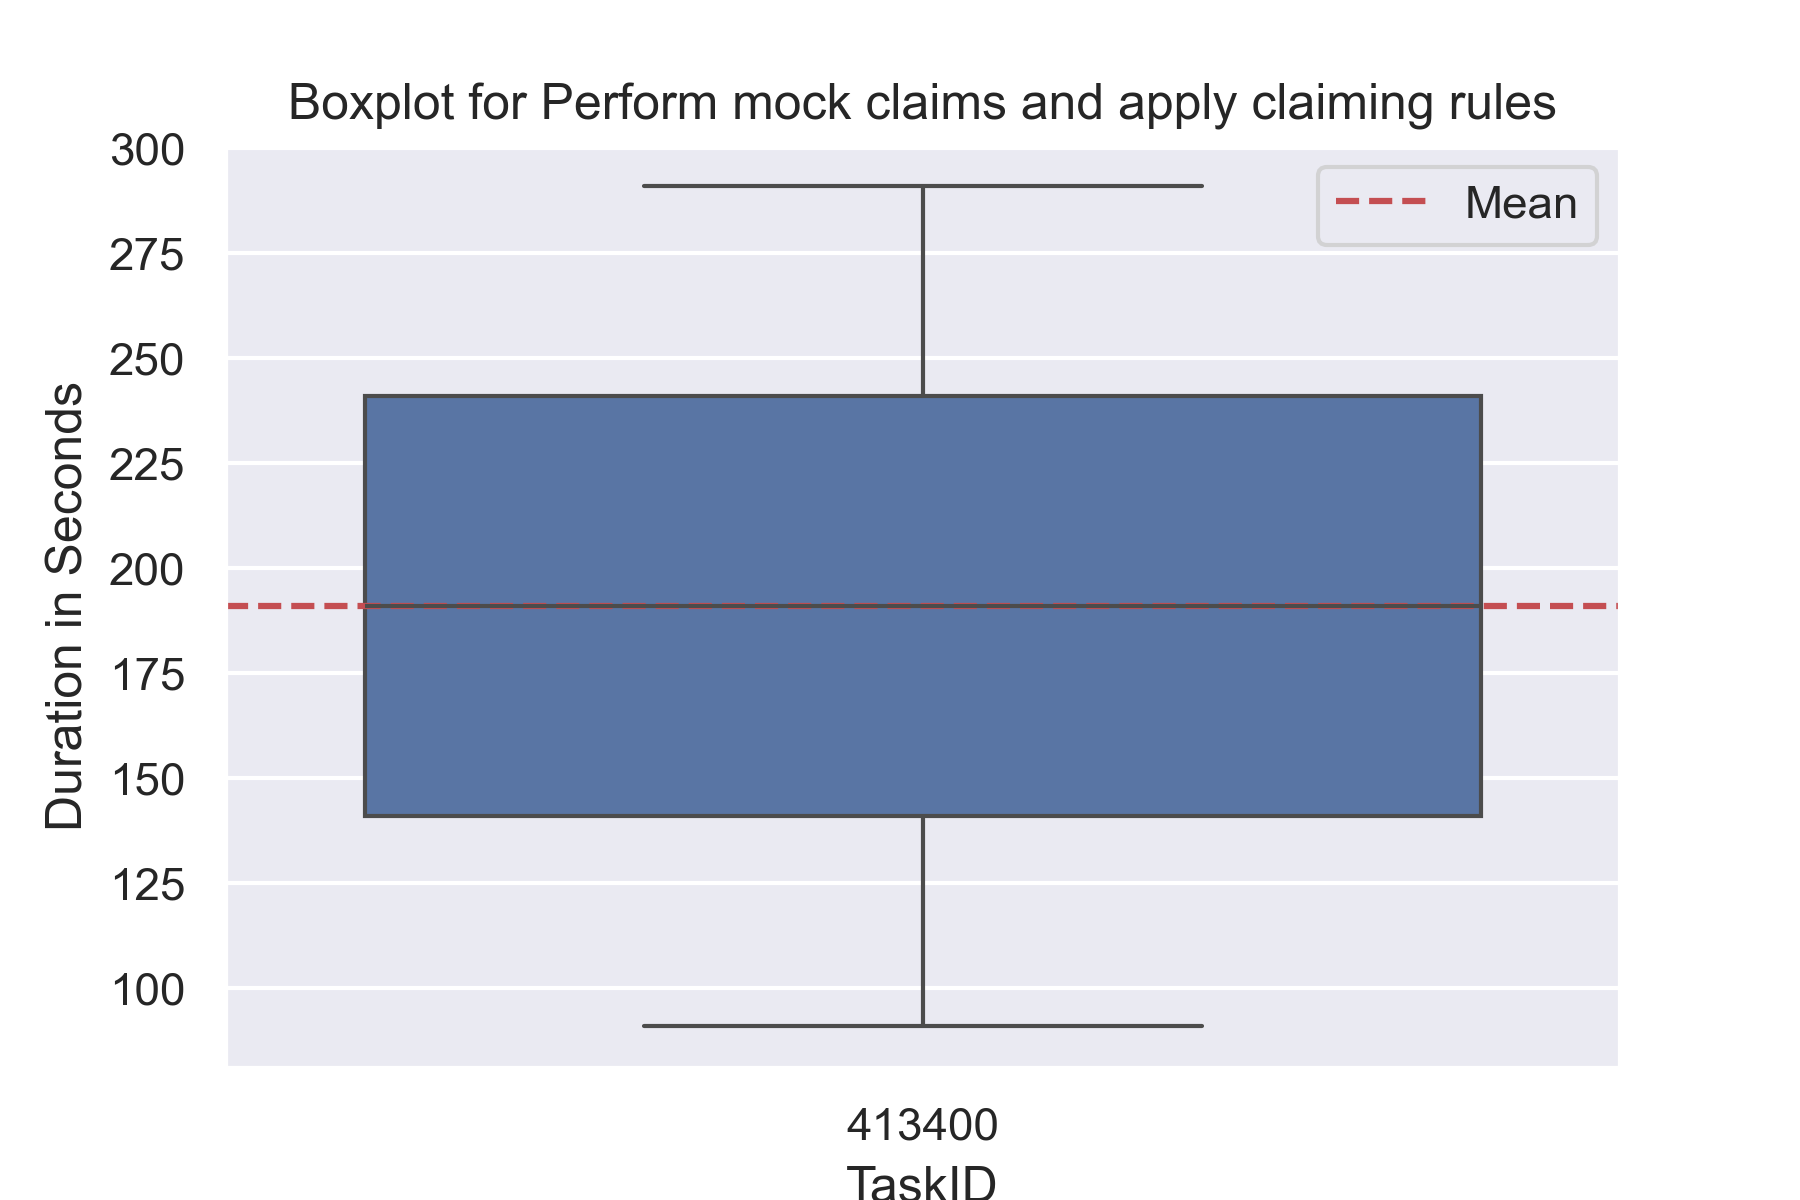 Boxplot for Perform mock claims and apply claiming rules
Mean
300
275
250
225
200
175
150
125
100
Duration in Seconds
413400
TaskID